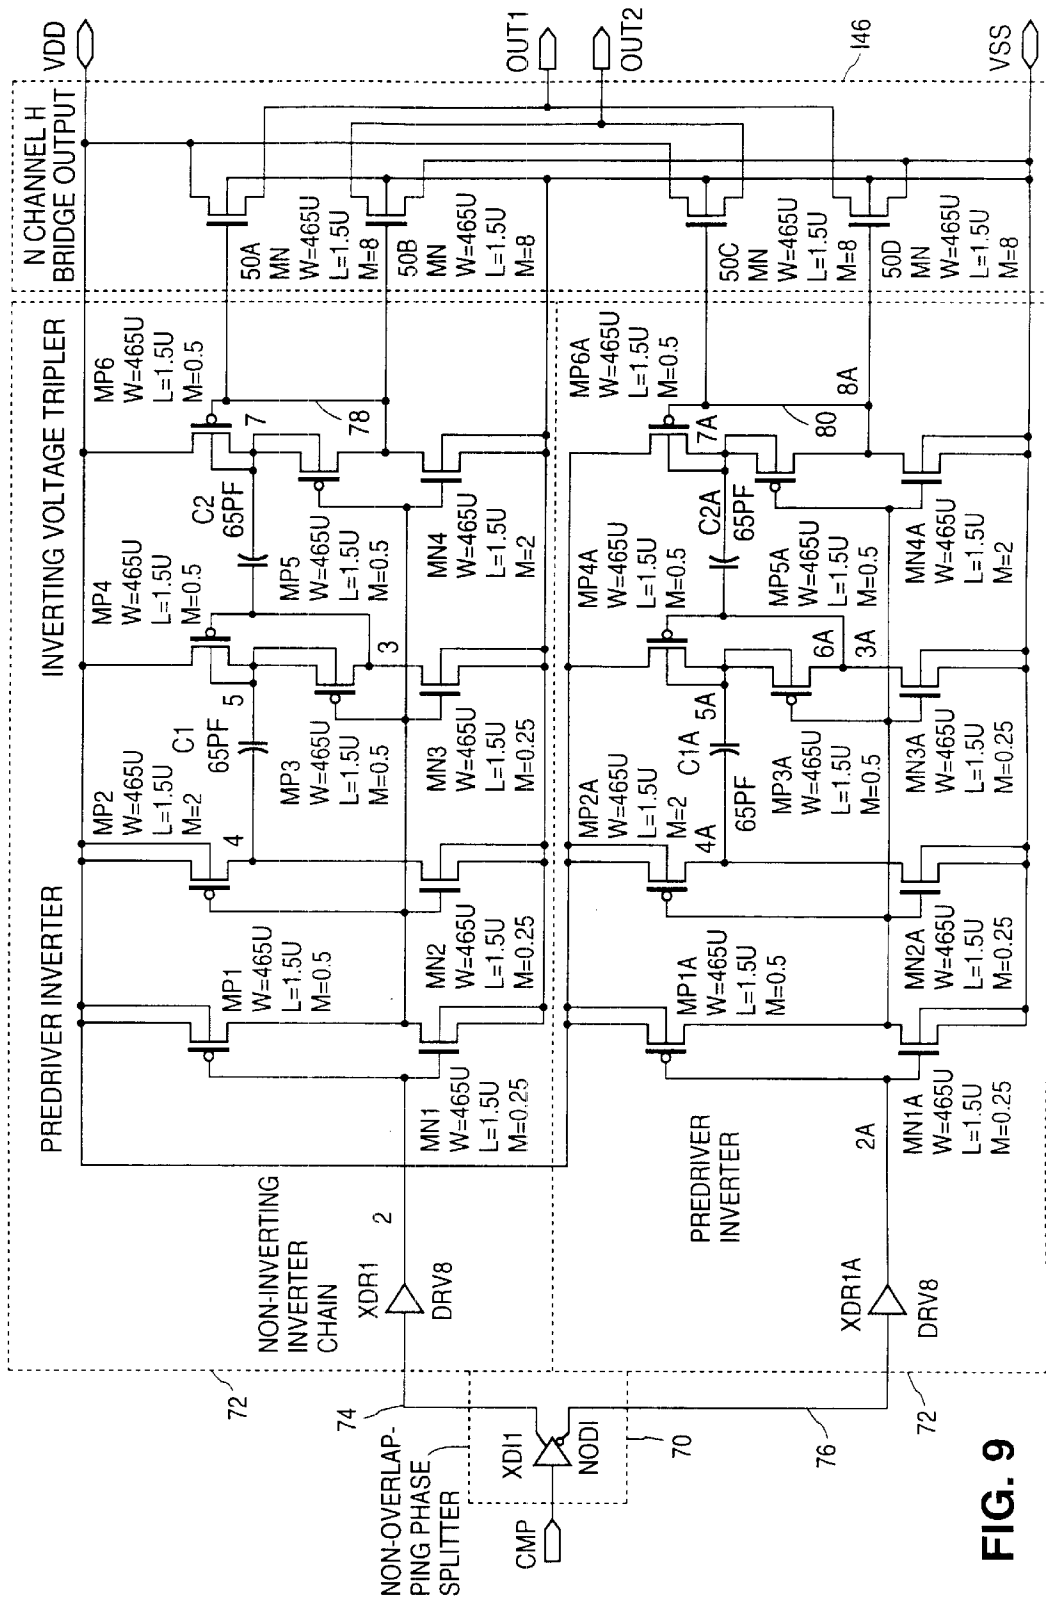 N CHANNEL H
BRIDGE OUTPUT
VDD
OUT1
OUT2
146
VSS
INVERTING VOLTAGE TRIPLER
PREDRIVER INVERTER
MP6
W=465U
L=1.5U
M=0.5
50A
MN
W=465U
L=1.5U
M=8
50B
MN
W=465U
L=1.5U
M=8
50C
MN
W=465U
L=1.5U
M=8
50D
MN
W=465U
L=1.5U
M=8
7
78
C2
65PF
MP4
W=465U
L=1.5U
M=0.5
MP5
W=465U
L=1.5U
M=0.5
MN4
W=465U
L=1.5U
M=2
5
3
C1
65PF
MP2
W=465U
L=1.5U
M=2
MP3
W=465U
L=1.5U
M=0.5
MN3
W=465U
L=1.5U
M=0.25
4
MP1
W=465U
L=1.5U
M=0.5
MN2
W=465U
L=1.5U
M=0.25
MN1
W=465U
L=1.5U
M=0.25
MP6A
W=465U
L=1.5U
M=0.5
7A
80
8A
C2A
65PF
MP4A
W=465U
L=1.5U
M=0.5
MP5A
W=465U
L=1.5U
M=0.5
MN4A
W=465U
L=1.5U
M=2
5A
6A
3A
C1A
65PF
MP2A
W=465U
L=1.5U
M=2
MP3A
W=465U
L=1.5U
M=0.5
MN3A
W=465U
L=1.5U
M=0.25
4A
MP1A
W=465U
L=1.5U
M=0.5
MN2A
W=465U
L=1.5U
M=0.25
MN1A
W=465U
L=1.5U
M=0.25
2A
PREDRIVER
INVERTER
NON-INVERTING
INVERTER
CHAIN
2
XDR1
DRV8
XDR1A
DRV8
72
74
NON-OVERLAP-
PING PHASE
SPLITTER
XDI1
NODI
CMP
70
76
72
FIG. 9